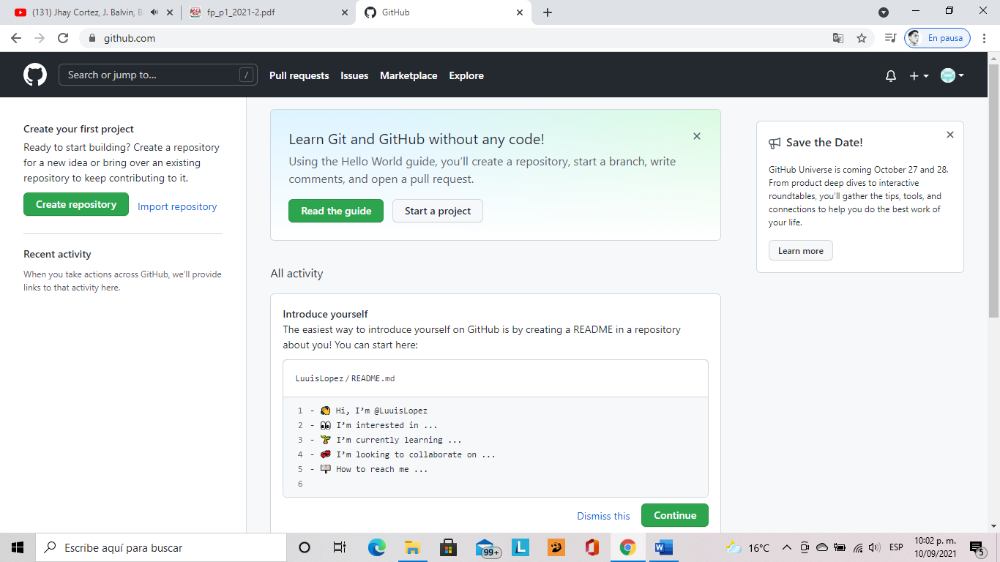 (131) Jhay Cortez, J. Balvin, B
fp_p1_2021-2.pdf
GitHub
github.com
En pausa
Search or jump to...
/
Pull requests
Issues
Marketplace
Explore
Create your first project
Ready to start building? Create a repository
for a new idea or bring over an existing
repository to keep contributing to it.
Create repository
Import repository
Recent activity
When you take actions across GitHub, we'll provide
links to that activity here.
Learn Git and GitHub without any code!
Using the Hello World guide, you'll create a repository, start a branch, write
comments, and open a pull request.
Read the guide
Start a project
All activity
Introduce yourself
The easiest way to introduce yourself on GitHub is by creating a README in a repository
about you! You can start here:
LuuisLopez / README.md
1 - 👋 Hi, I'm @LuuisLopez
2 - 👀 I'm interested in ...
3 - 🌱 I'm currently learning ...
4 - 💞️ I'm looking to collaborate on ...
5 - 📫 How to reach me ...
6
Dismiss this
Continue
Save the Date!
GitHub Universe is coming October 27 and 28.
From product deep dives to interactive
roundtables, you'll gather the tips, tools, and
connections to help you do the best work of
your life.
Learn more
Escribe aquí para buscar
99+
L
16°C
ESP
10:02 p. m.
10/09/2021
5